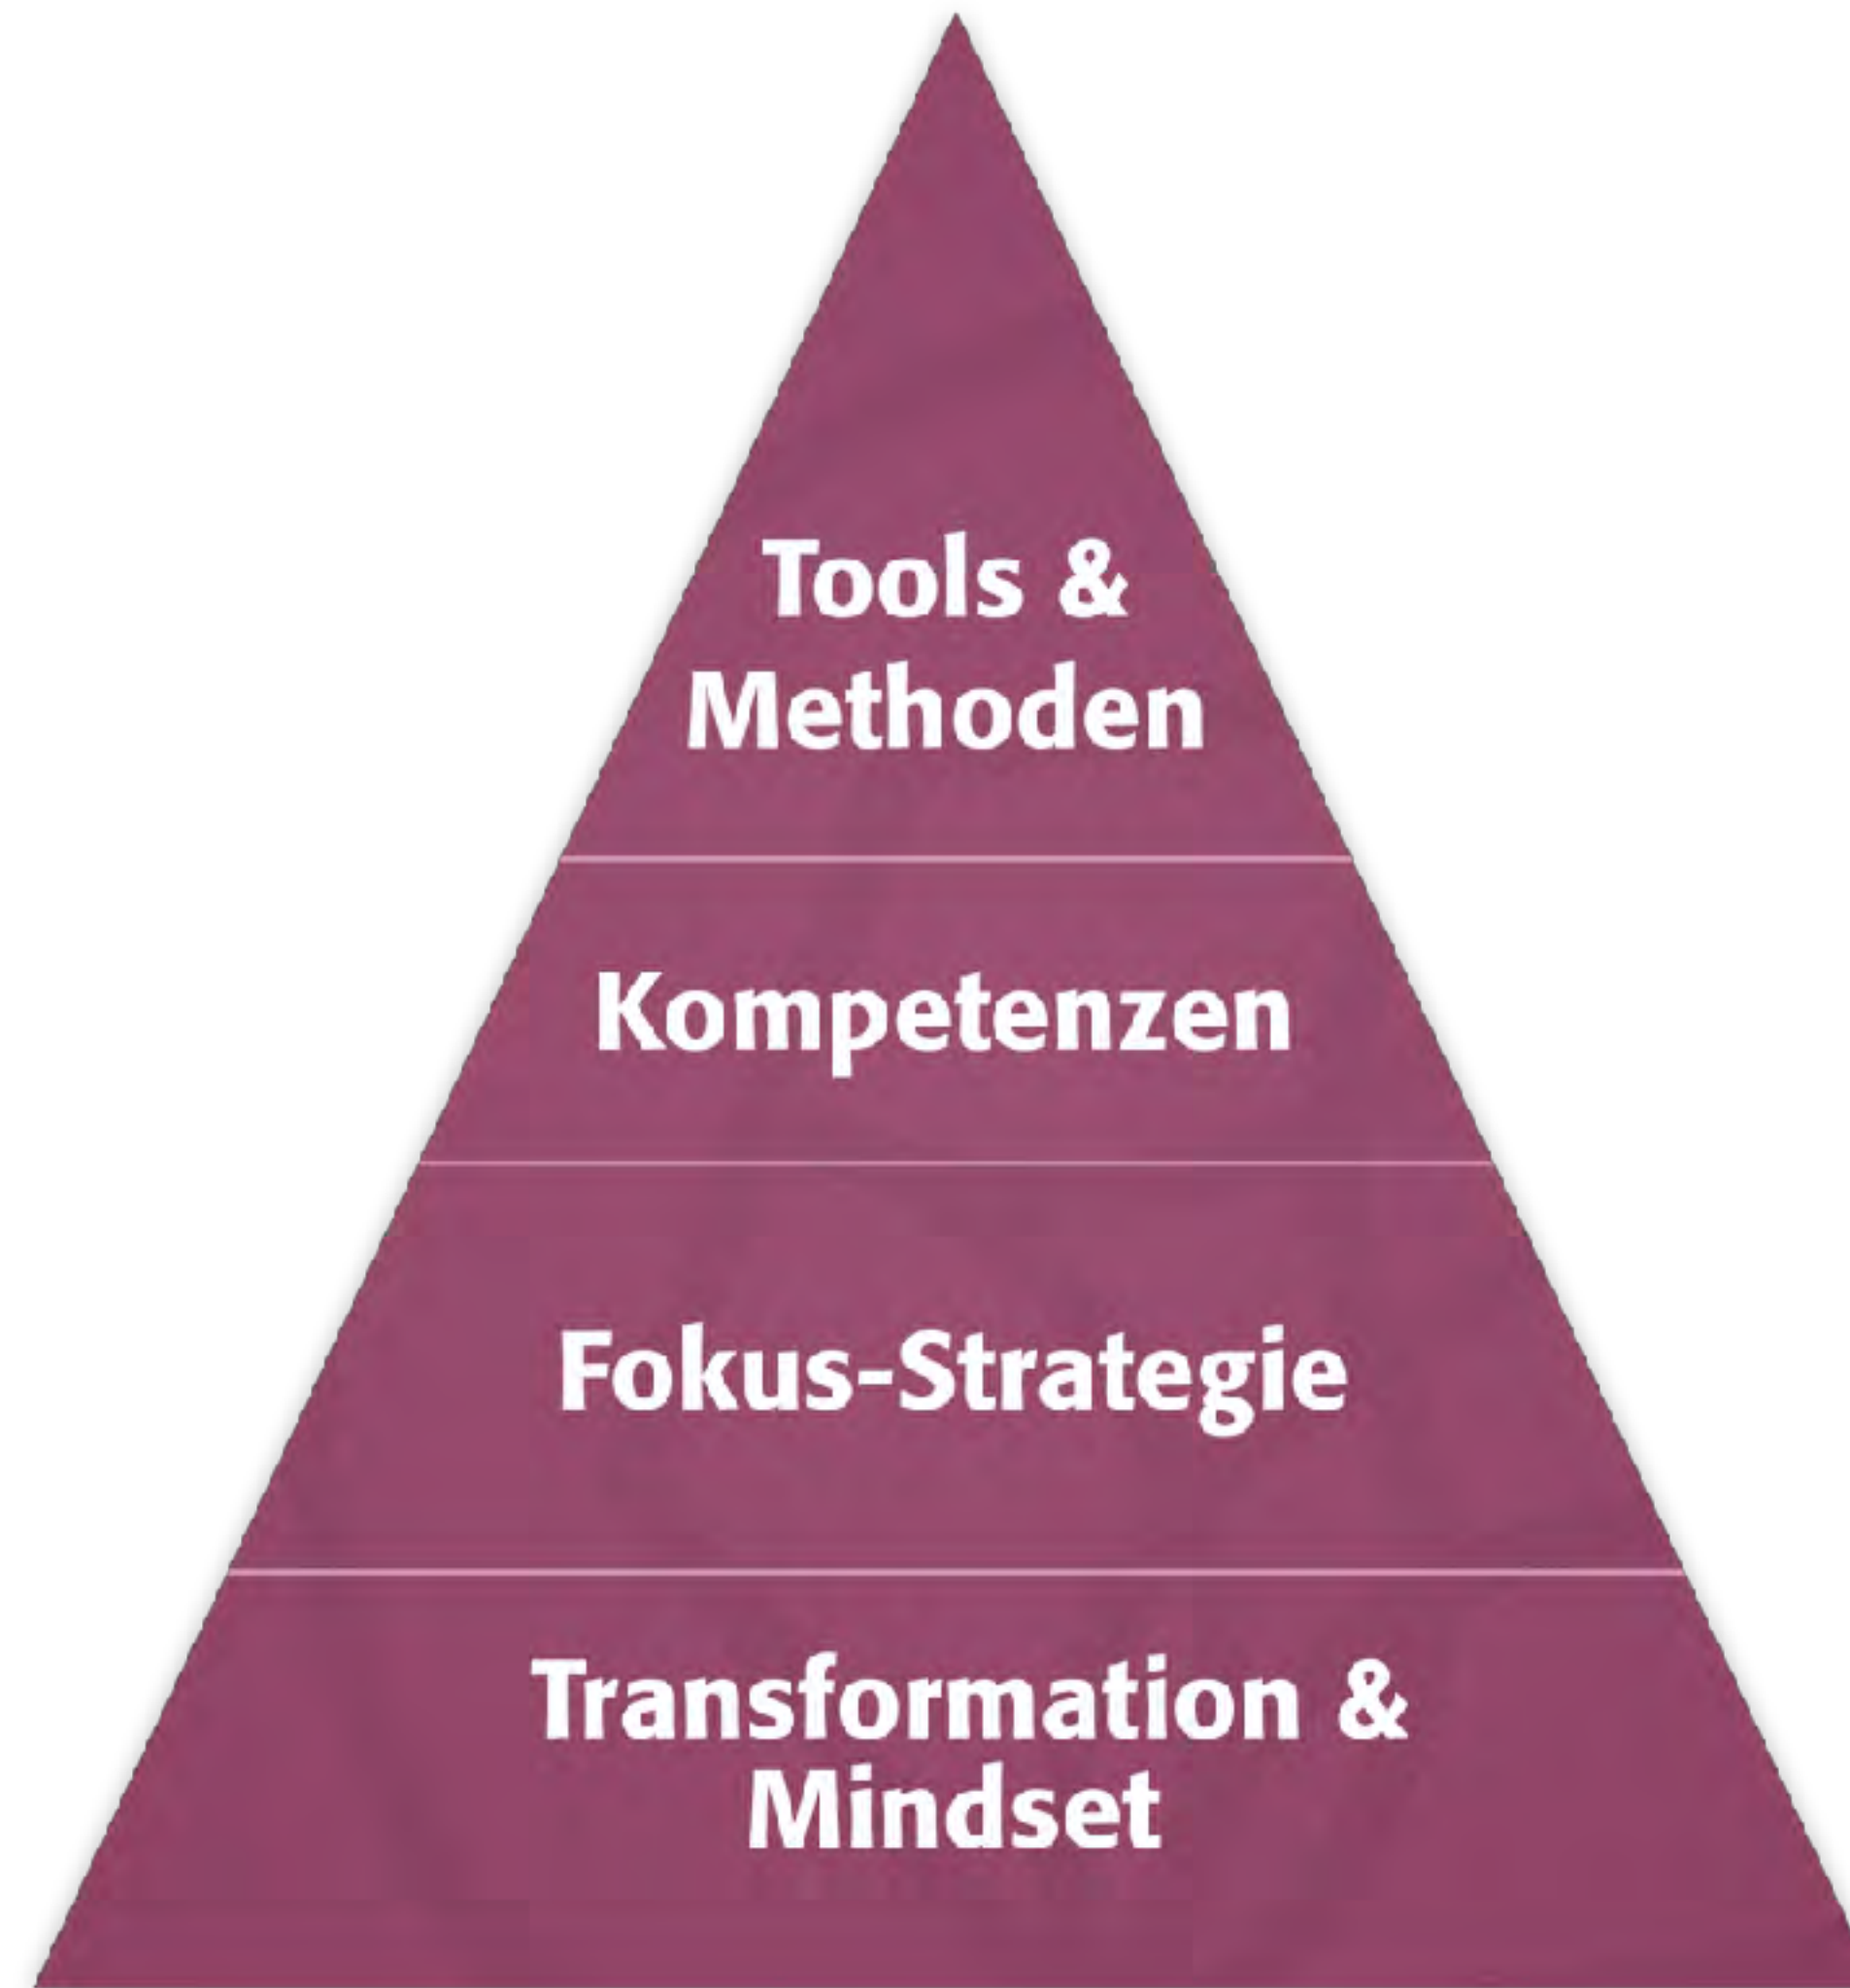 Tools &
Methoden
Kompetenzen
Fokus-Strategie
Transformation &
Mindset